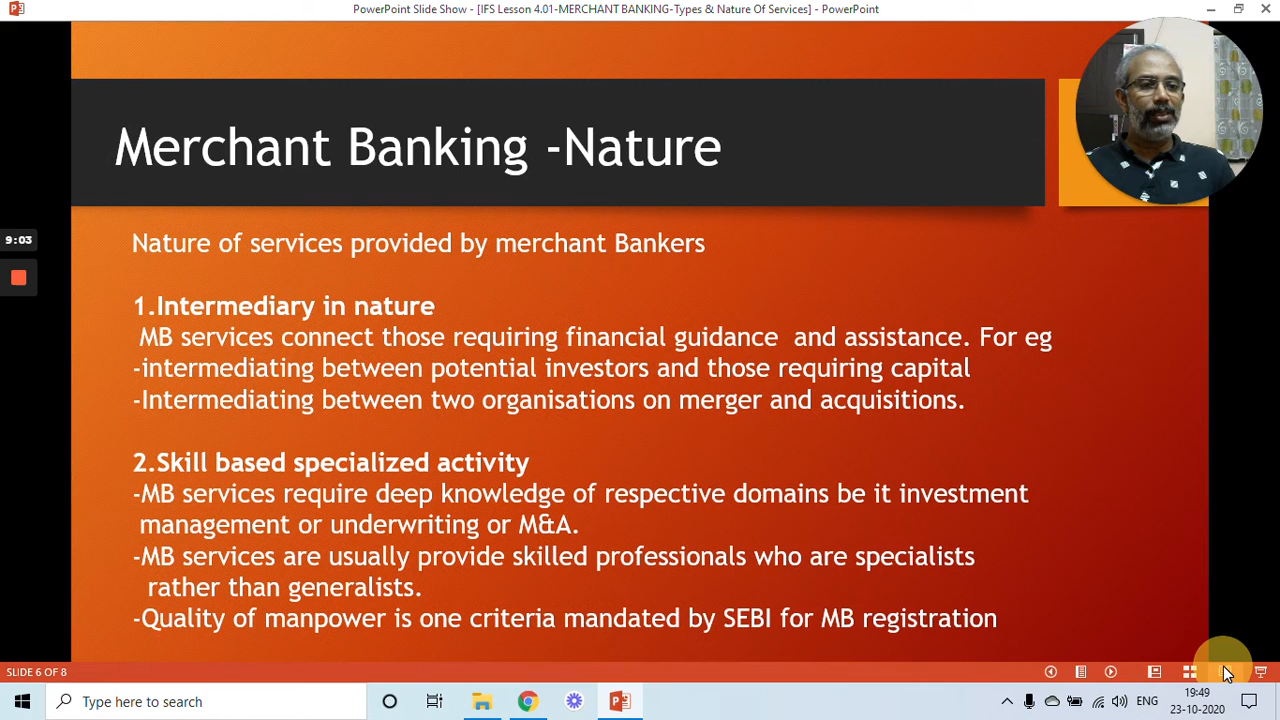 PowerPoint Slide Show - [IFS Lesson 4.01-MERCHANT BANKING-Types & Nature Of Services] - PowerPoint
Merchant Banking -Nature
9:03
Nature of services provided by merchant Bankers
1.Intermediary in nature
MB services connect those requiring financial guidance and assistance. For eg
-intermediating between potential investors and those requiring capital
-Intermediating between two organisations on merger and acquisitions.
2.Skill based specialized activity
-MB services require deep knowledge of respective domains be it investment
management or underwriting or M&A.
-MB services are usually provide skilled professionals who are specialists
rather than generalists.
-Quality of manpower is one criteria mandated by SEBI for MB registration
SLIDE 6 OF 8
Type here to search
ENG
19:49
23-10-2020